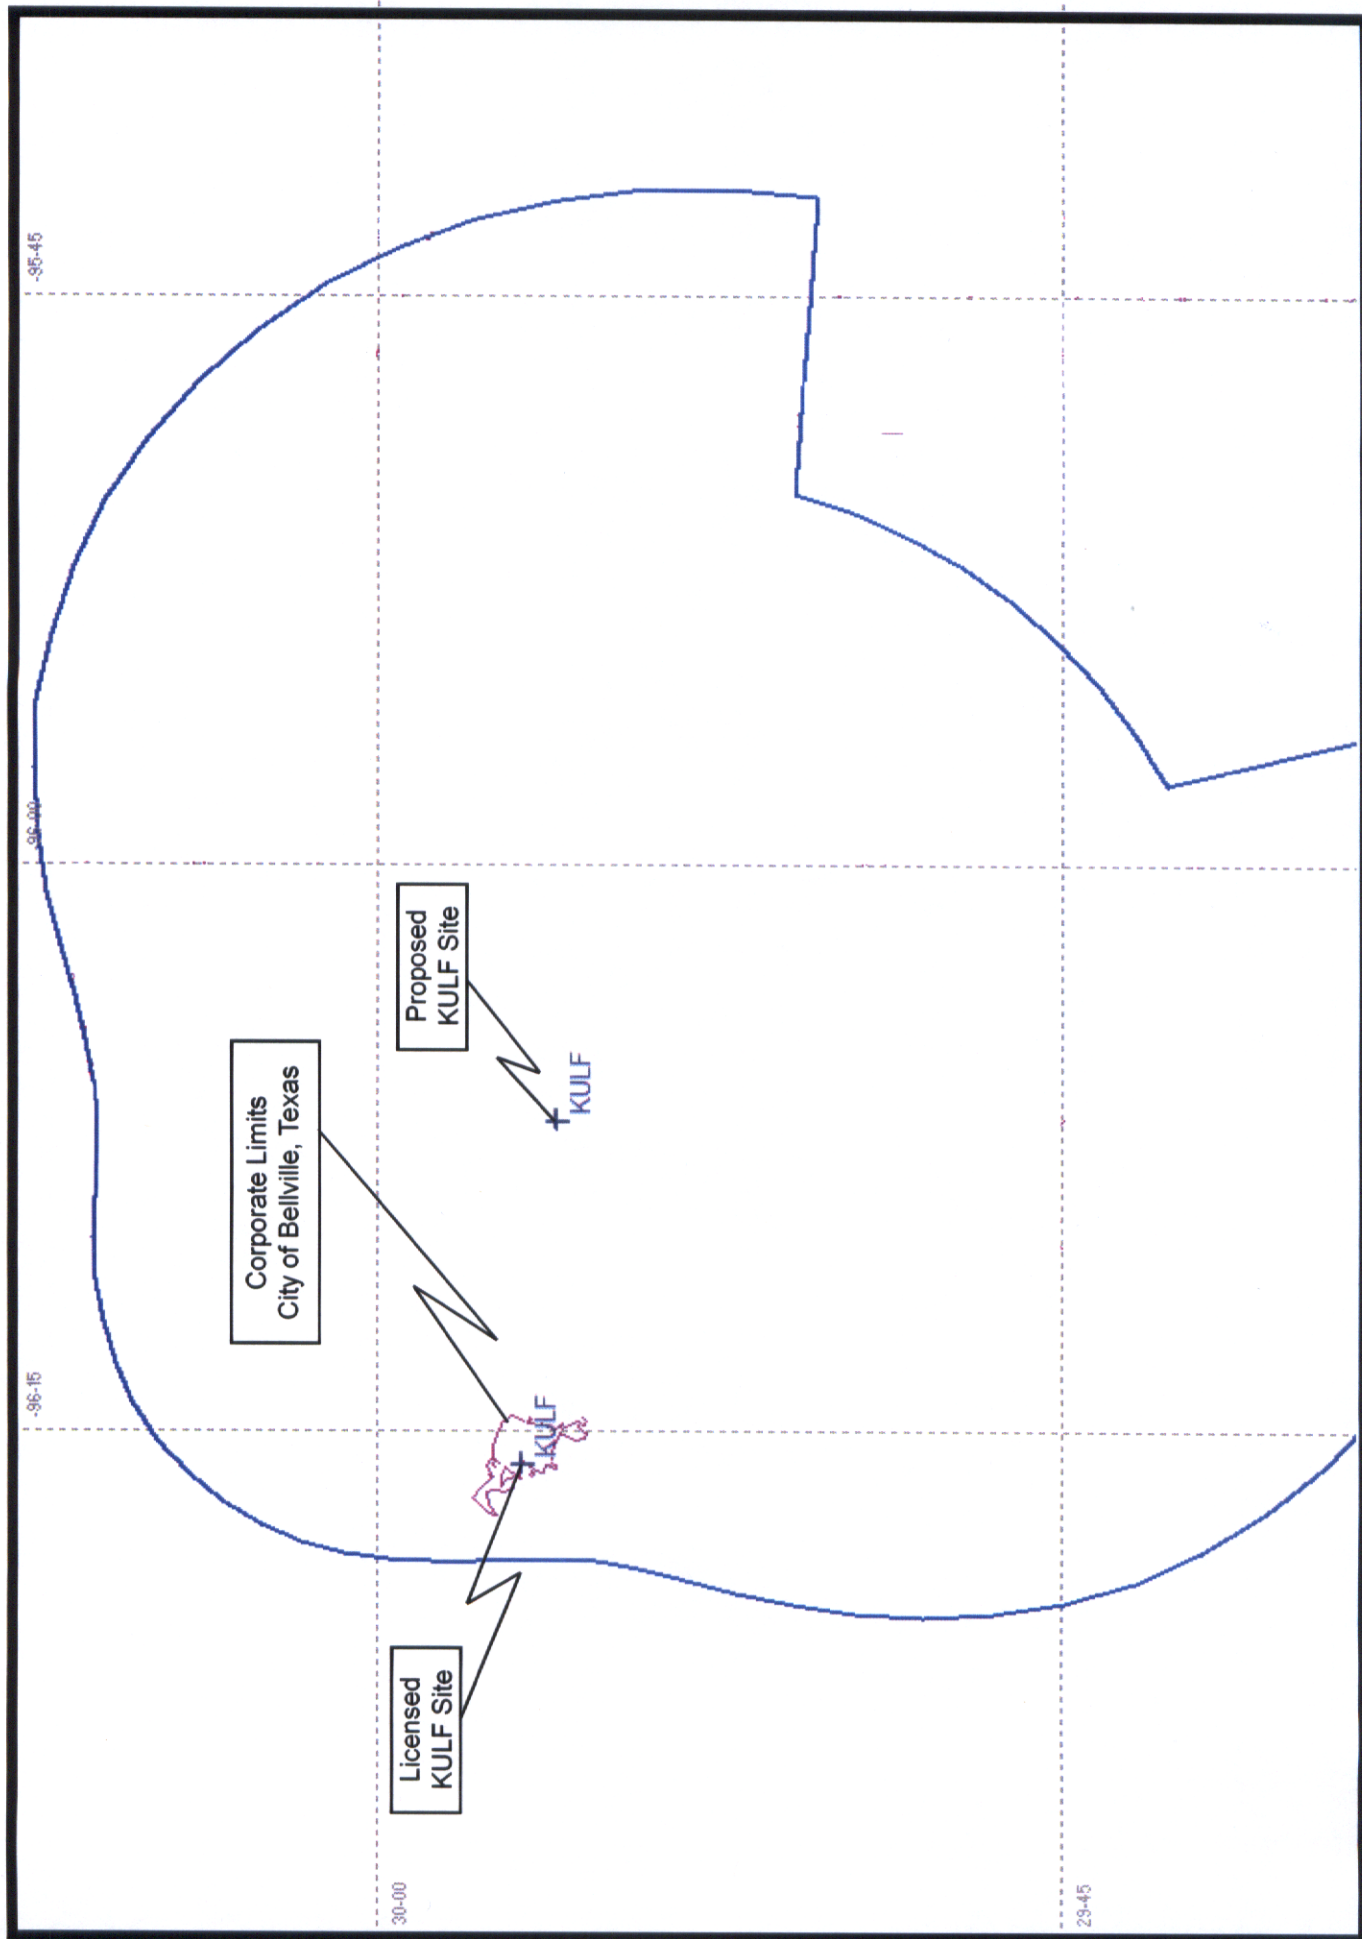 -96-15
96-00
-95-45
Corporate Limits
City of Bellville, Texas
Licensed
KULF Site
Proposed
KULF Site
KULF
KULF
30-00
29-45